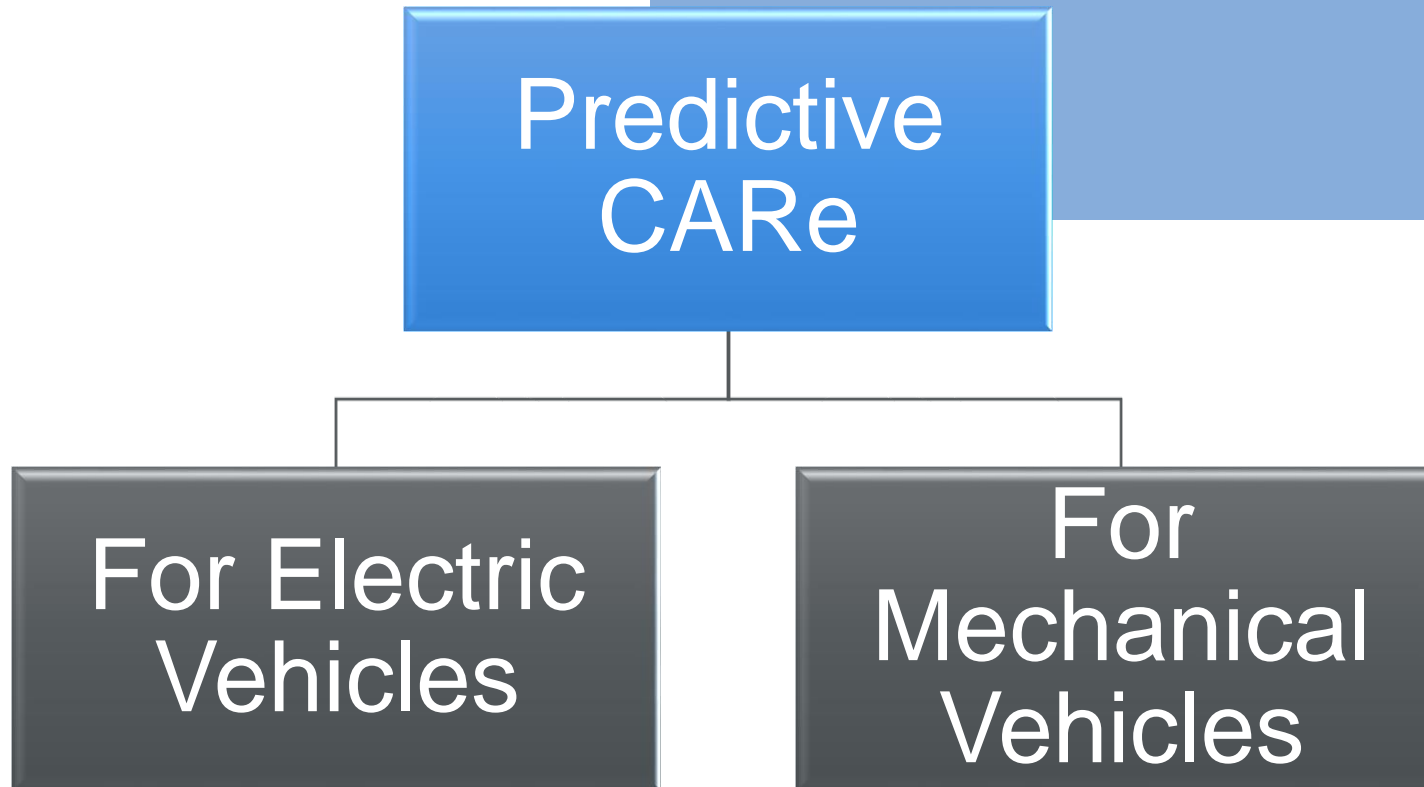 Predictive
CARe
For Electric
Vehicles
For
Mechanical
Vehicles